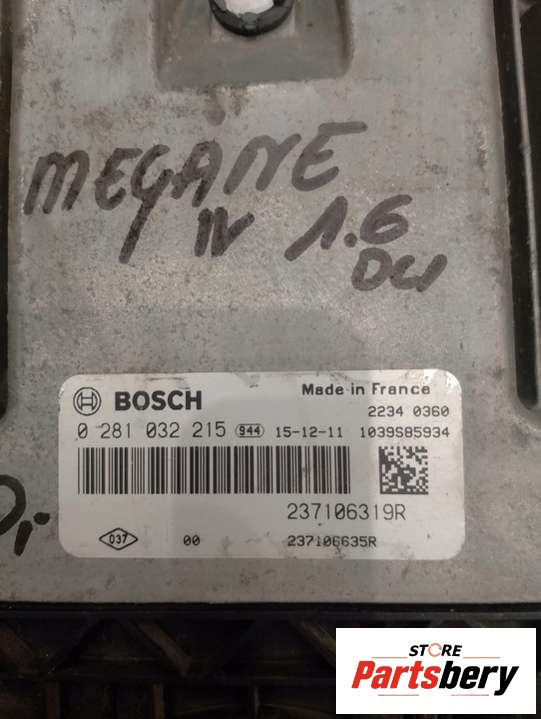 MEGANE
IV 1.6
DCI
BOSCH
Made in France
2234 0360
0 281 032 215 944 15-12-11 1039S85934
237106319R
037 00 237106635R
STORE
Partsbery